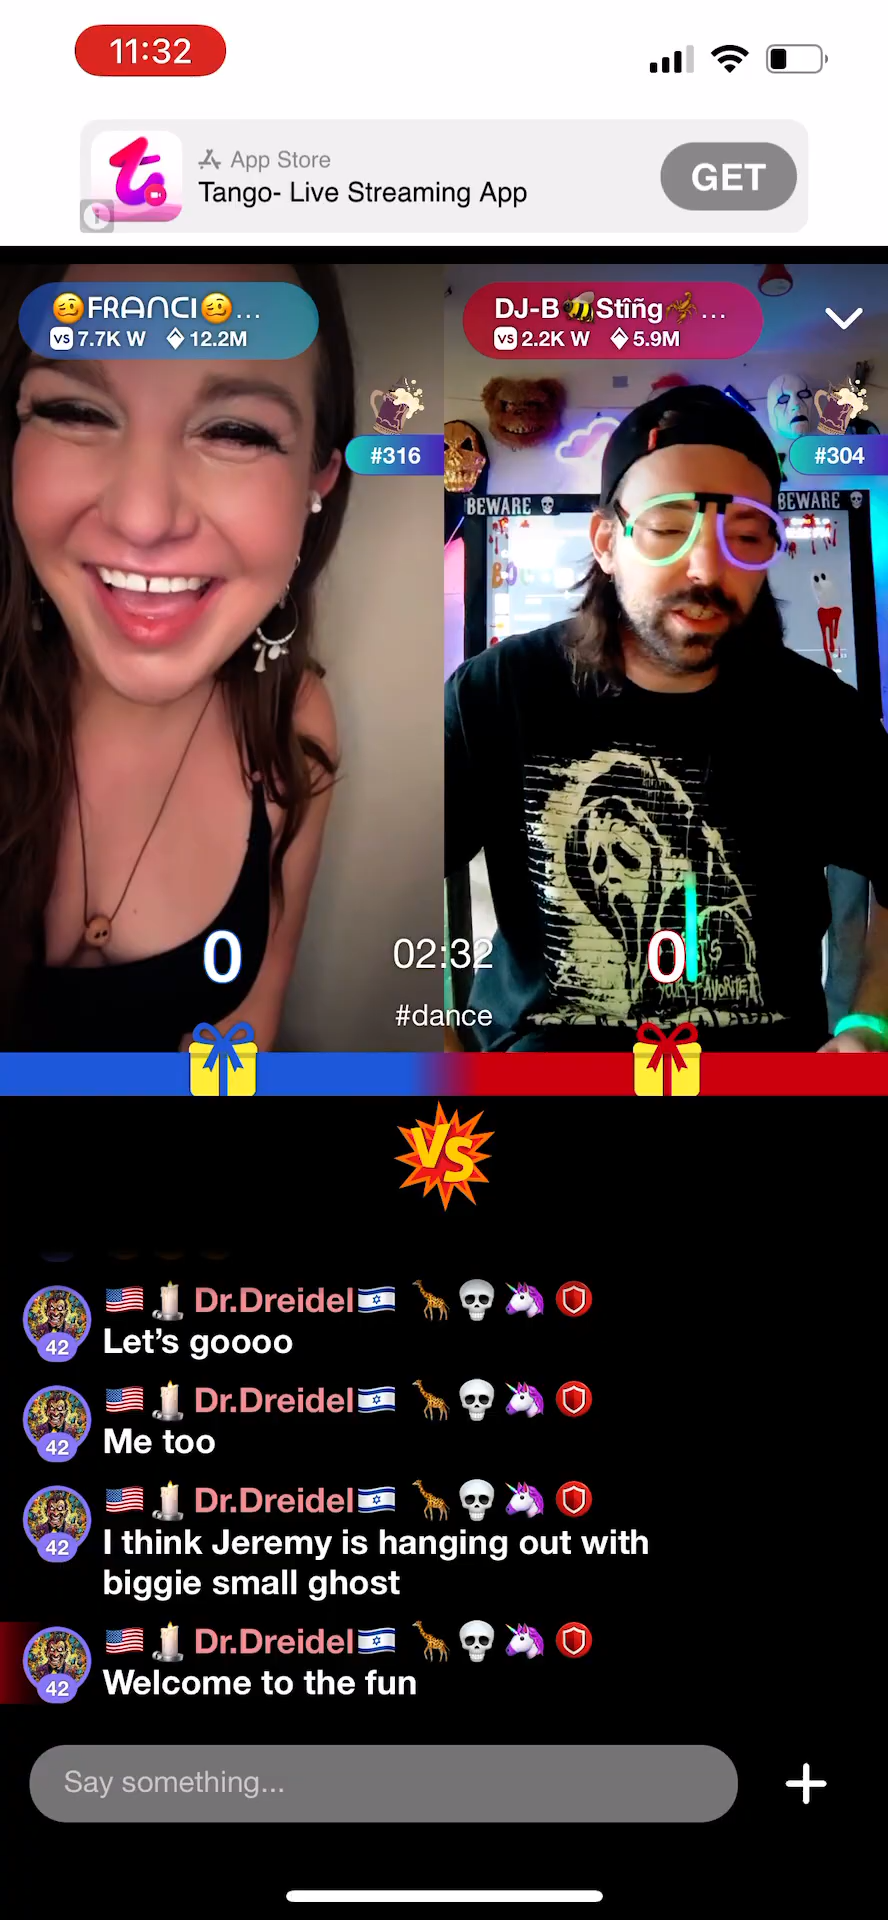 11:32
App Store
Tango- Live Streaming App
GET
🥴FRANCI🥴...
VS 7.7K W 12.2M
DJ-B🐝Stîñg🦂...
VS 2.2K W 5.9M
#316
#304
BEWARE
BEWARE
0
02:32
0
#dance
VS
🇺🇸🕯️Dr.Dreidel🇮🇱 🦒💀🦄
42
Let's goooo
🇺🇸🕯️Dr.Dreidel🇮🇱 🦒💀🦄
42
Me too
🇺🇸🕯️Dr.Dreidel🇮🇱 🦒💀🦄
42
I think Jeremy is hanging out with
biggie small ghost
🇺🇸🕯️Dr.Dreidel🇮🇱 🦒💀🦄
42
Welcome to the fun
Say something...